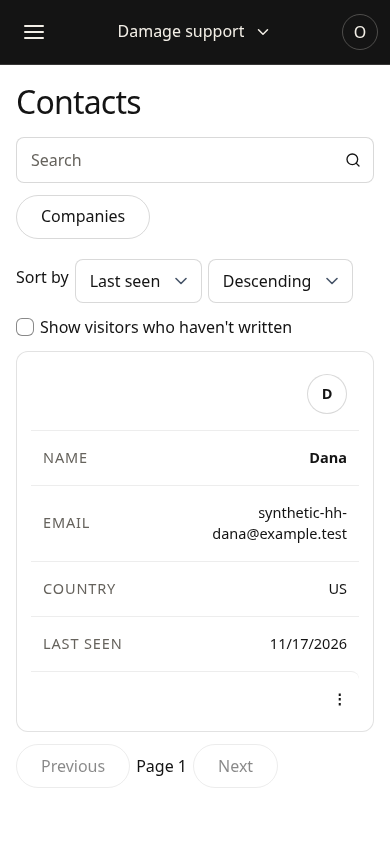 Damage support
O
Contacts
Search
Companies
Sort by Last seen Descending
Show visitors who haven't written
D
NAME Dana
EMAIL synthetic-hh-
dana@example.test
COUNTRY US
LAST SEEN 11/17/2026
Previous Page 1 Next